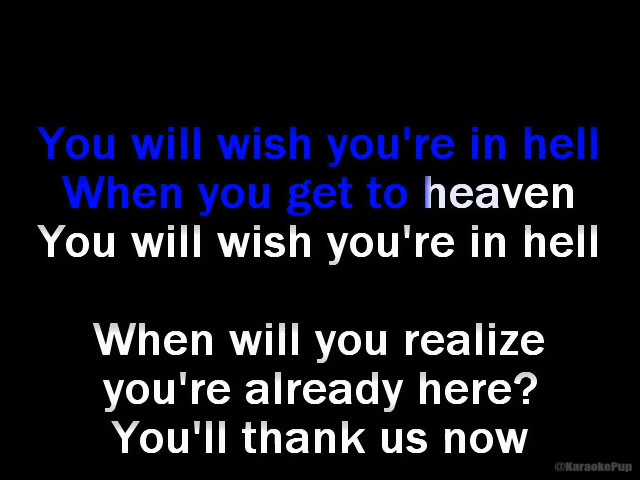 You will wish you're in hell
When you get to heaven
You will wish you're in hell
When will you realize
you're already here?
You'll thank us now
@KaraokePup